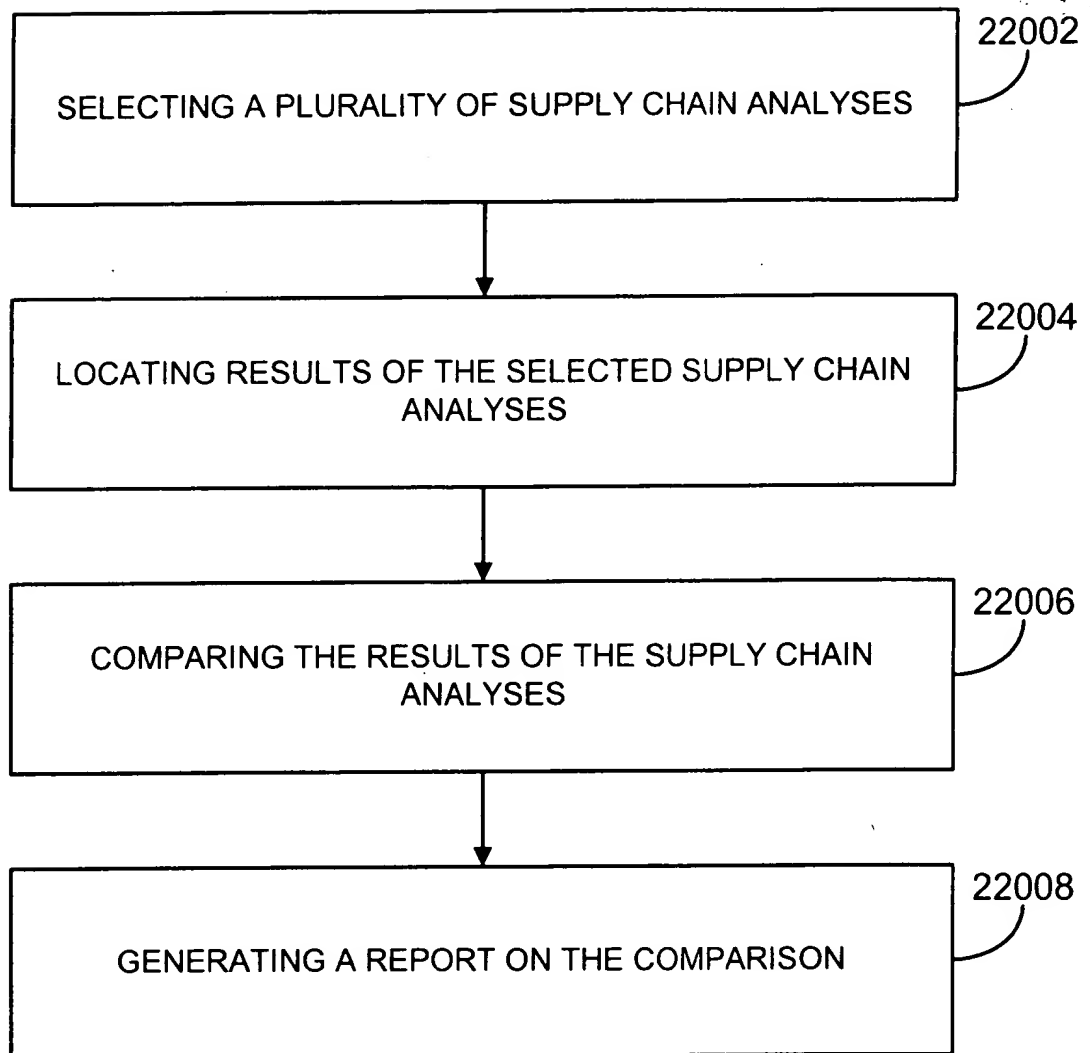 22002
SELECTING A PLURALITY OF SUPPLY CHAIN ANALYSES
22004
LOCATING RESULTS OF THE SELECTED SUPPLY CHAIN
ANALYSES
22006
COMPARING THE RESULTS OF THE SUPPLY CHAIN
ANALYSES
22008
GENERATING A REPORT ON THE COMPARISON